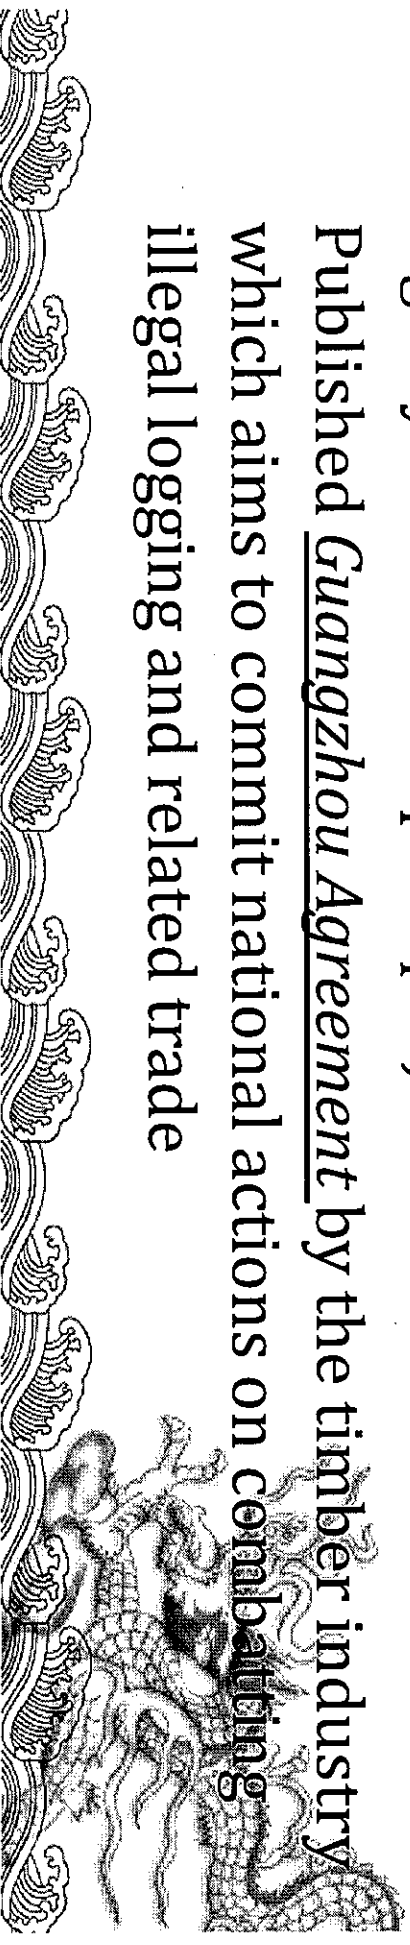 Published Guangzhou Agreement by the timber industry
which aims to commit national actions on combatting
illegal logging and related trade